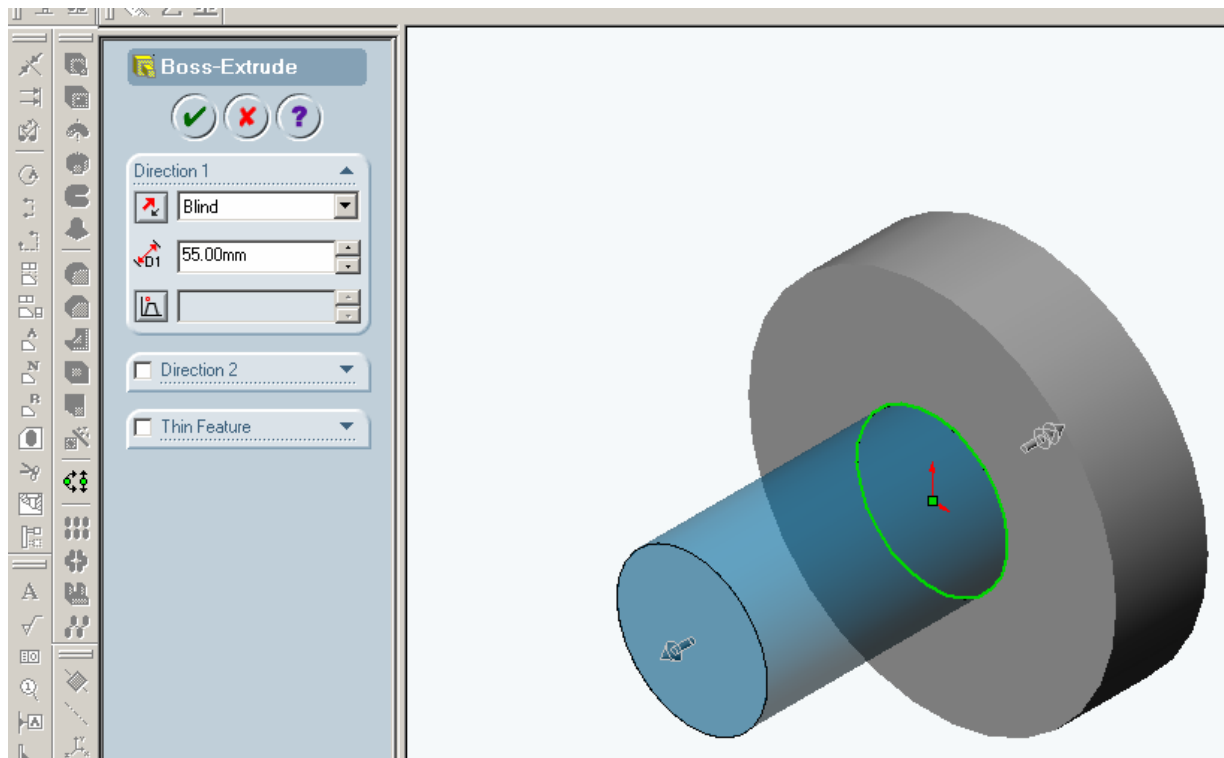 Boss-Extrude
?
Direction 1
Blind
D1
55.00mm
Direction 2
Thin Feature